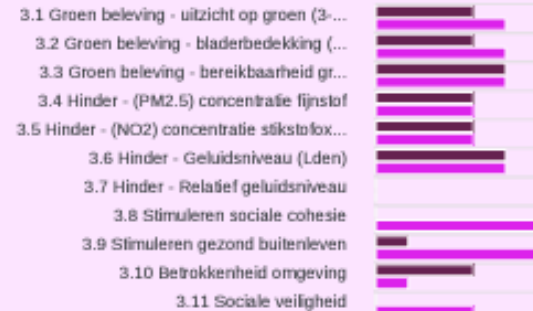 3.1 Groen beleving - uitzicht op groen (3-...
3.2 Groen beleving - bladerbedekking (...
3.3 Groen beleving - bereikbaarheid gr...
3.4 Hinder - (PM2.5) concentratie fijnstof
3.5 Hinder - (NO2) concentratie stikstofox...
3.6 Hinder - Geluidsniveau (Lden)
3.7 Hinder - Relatief geluidsniveau
3.8 Stimuleren sociale cohesie
3.9 Stimuleren gezond buitenleven
3.10 Betrokkenheid omgeving
3.11 Sociale veiligheid